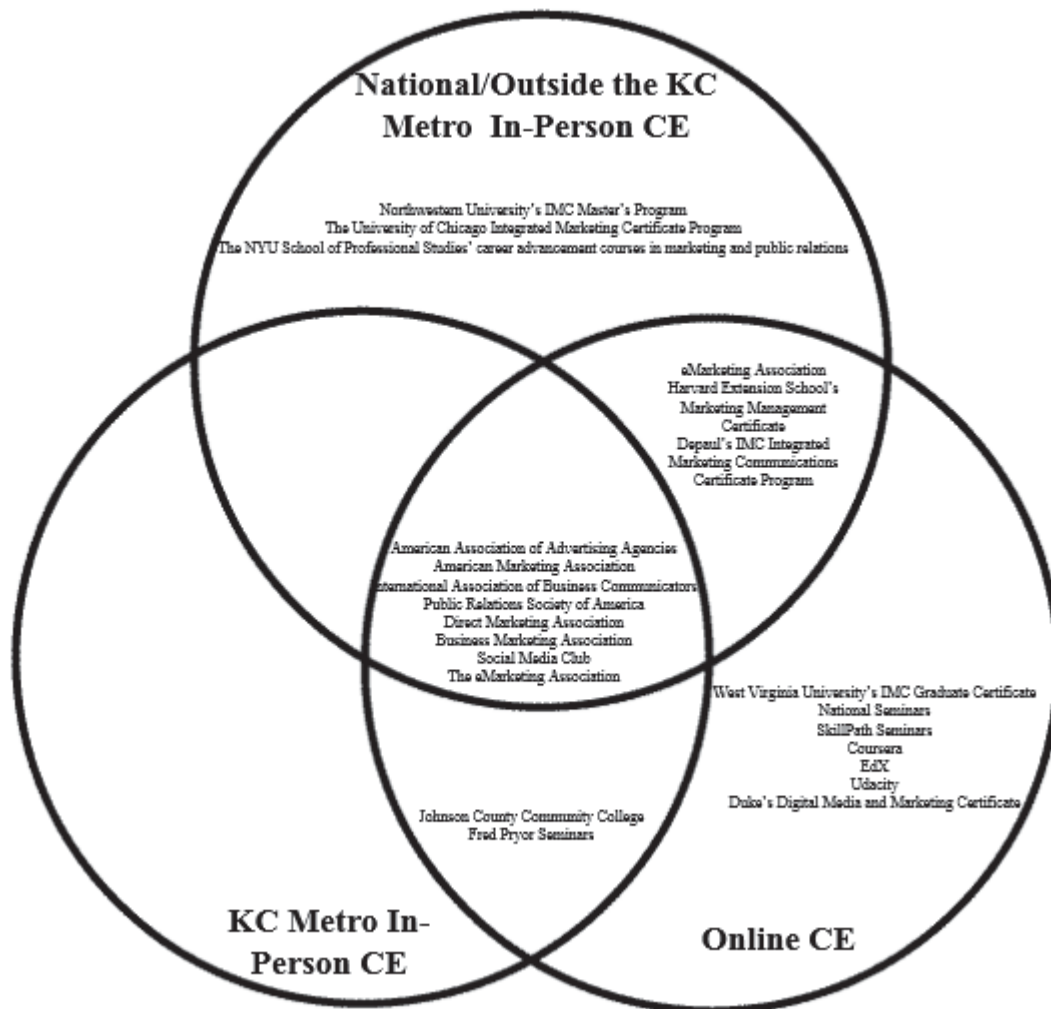 National/Outside the KC
Metro In-Person CE
Northwestern University's IMC Master's Program
The University of Chicago Integrated Marketing Certificate Program
The NYU School of Professional Studies' career advancement courses in marketing and public relations
eMarketing Association
Harvard Extension School's
Marketing Management
Certificate
Depaul's IMC Integrated
Marketing Communications
Certificate Program
American Association of Advertising Agencies
American Marketing Association
International Association of Business Communicators
Public Relations Society of America
Direct Marketing Association
Business Marketing Association
Social Media Club
The eMarketing Association
West Virginia University's IMC Graduate Certificate
National Seminars
SkillPath Seminars
Coursera
EdX
Udacity
Duke's Digital Media and Marketing Certificate
Johnson County Community College
Fred Pryor Seminars
KC Metro In-
Person CE
Online CE